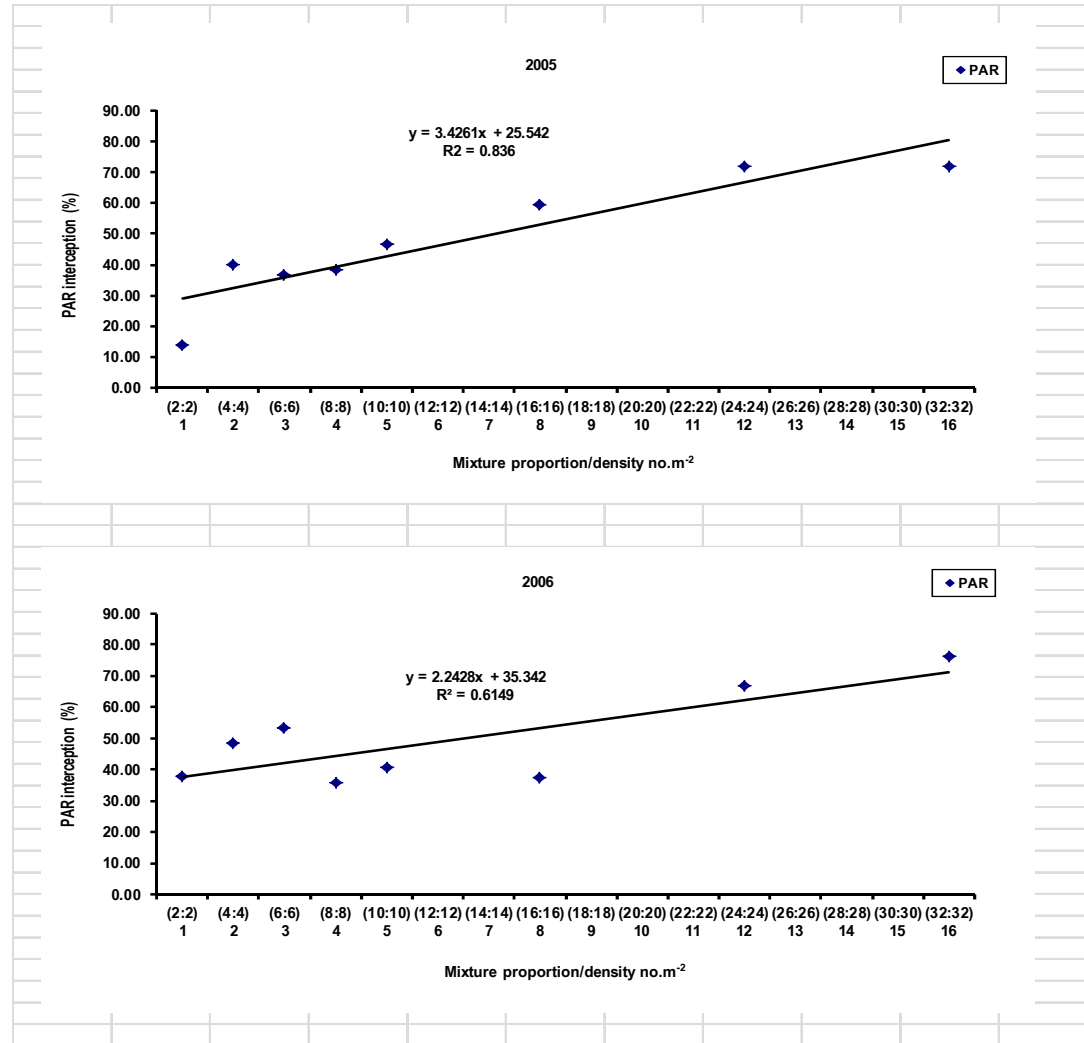 2005
PAR
y = 3.4261x + 25.542
R2 = 0.836
90.00
80.00
70.00
60.00
50.00
40.00
30.00
20.00
10.00
0.00
PAR interception (%)
(2:2) (4:4) (6:6) (8:8) (10:10) (12:12) (14:14) (16:16) (18:18) (20:20) (22:22) (24:24) (26:26) (28:28) (30:30) (32:32)
1 2 3 4 5 6 7 8 9 10 11 12 13 14 15 16
Mixture proportion/density no.m⁻²
2006
PAR
y = 2.2428x + 35.342
R² = 0.6149
90.00
80.00
70.00
60.00
50.00
40.00
30.00
20.00
10.00
0.00
PAR interception (%)
(2:2) (4:4) (6:6) (8:8) (10:10) (12:12) (14:14) (16:16) (18:18) (20:20) (22:22) (24:24) (26:26) (28:28) (30:30) (32:32)
1 2 3 4 5 6 7 8 9 10 11 12 13 14 15 16
Mixture proportion/density no.m⁻²